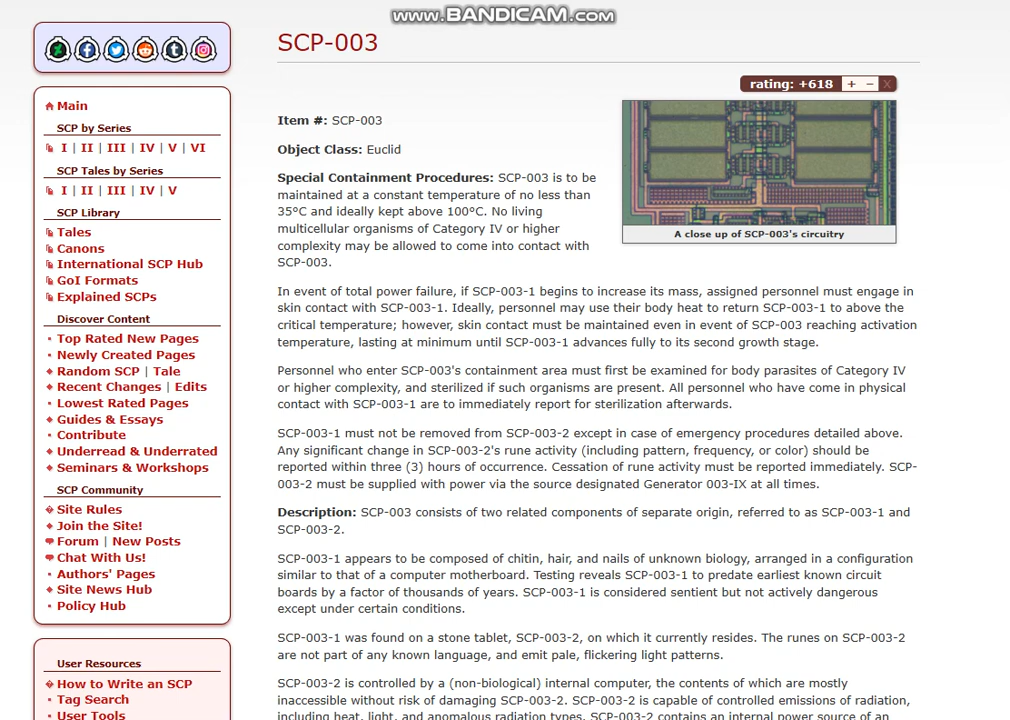 www.BANDICAM.com
SCP-003
rating: +618 + − X
Main
SCP by Series
I | II | III | IV | V | VI
SCP Tales by Series
I | II | III | IV | V
SCP Library
Tales
Canons
International SCP Hub
GoI Formats
Explained SCPs
Discover Content
Top Rated New Pages
Newly Created Pages
Random SCP | Tale
Recent Changes | Edits
Lowest Rated Pages
Guides & Essays
Contribute
Underread & Underrated
Seminars & Workshops
SCP Community
Site Rules
Join the Site!
Forum | New Posts
Chat With Us!
Authors' Pages
Site News Hub
Policy Hub
User Resources
How to Write an SCP
Tag Search
User Tools
Item #: SCP-003
Object Class: Euclid
Special Containment Procedures: SCP-003 is to be
maintained at a constant temperature of no less than
35°C and ideally kept above 100°C. No living
multicellular organisms of Category IV or higher
complexity may be allowed to come into contact with
SCP-003.
A close up of SCP-003's circuitry
In event of total power failure, if SCP-003-1 begins to increase its mass, assigned personnel must engage in
skin contact with SCP-003-1. Ideally, personnel may use their body heat to return SCP-003-1 to above the
critical temperature; however, skin contact must be maintained even in event of SCP-003 reaching activation
temperature, lasting at minimum until SCP-003-1 advances fully to its second growth stage.
Personnel who enter SCP-003's containment area must first be examined for body parasites of Category IV
or higher complexity, and sterilized if such organisms are present. All personnel who have come in physical
contact with SCP-003-1 are to immediately report for sterilization afterwards.
SCP-003-1 must not be removed from SCP-003-2 except in case of emergency procedures detailed above.
Any significant change in SCP-003-2's rune activity (including pattern, frequency, or color) should be
reported within three (3) hours of occurrence. Cessation of rune activity must be reported immediately. SCP-
003-2 must be supplied with power via the source designated Generator 003-IX at all times.
Description: SCP-003 consists of two related components of separate origin, referred to as SCP-003-1 and
SCP-003-2.
SCP-003-1 appears to be composed of chitin, hair, and nails of unknown biology, arranged in a configuration
similar to that of a computer motherboard. Testing reveals SCP-003-1 to predate earliest known circuit
boards by a factor of thousands of years. SCP-003-1 is considered sentient but not actively dangerous
except under certain conditions.
SCP-003-1 was found on a stone tablet, SCP-003-2, on which it currently resides. The runes on SCP-003-2
are not part of any known language, and emit pale, flickering light patterns.
SCP-003-2 is controlled by a (non-biological) internal computer, the contents of which are mostly
inaccessible without risk of damaging SCP-003-2. SCP-003-2 is capable of controlled emissions of radiation,
including heat, light, and anomalous radiation types. SCP-003-2 contains an internal power source of an